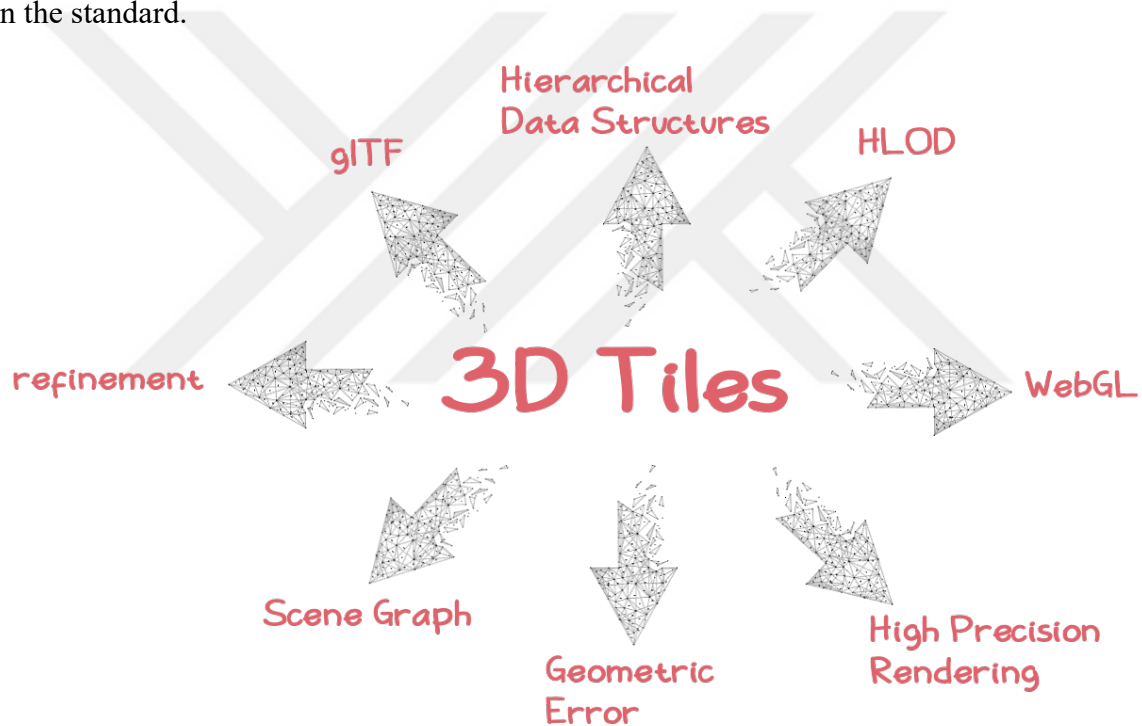 n the standard.
Hierarchical
Data Structures
glTF
HLOD
3D Tiles
refinement
WebGL
Scene Graph
High Precision
Rendering
Geometric
Error